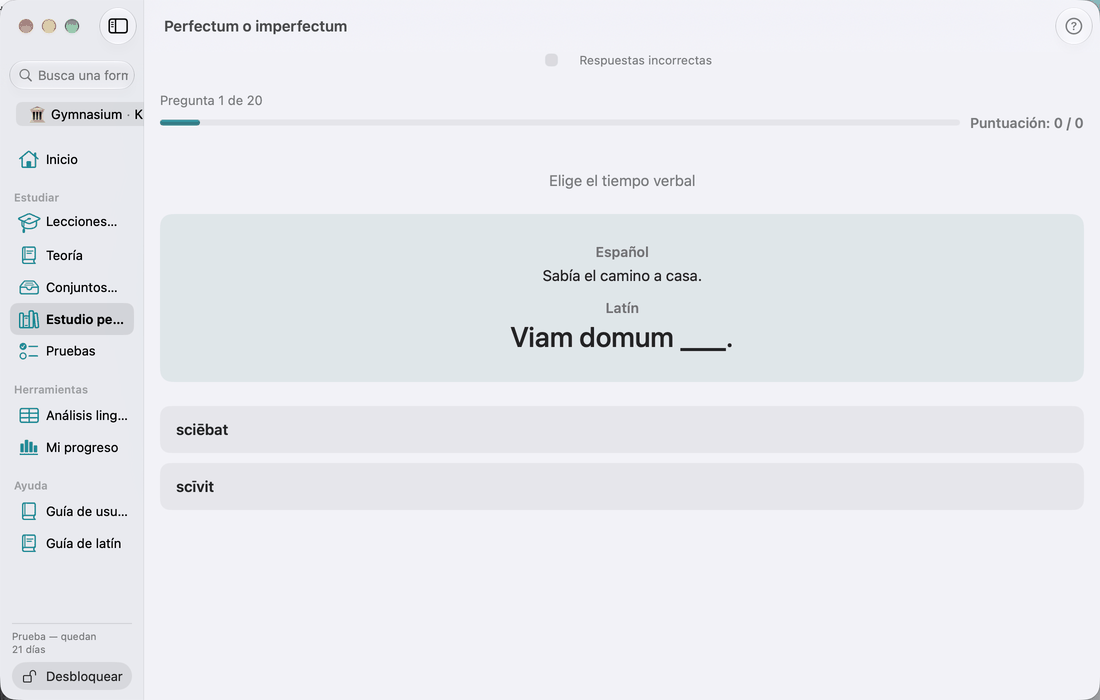 Perfectum o imperfectum
Busca una forn
Respuestas incorrectas
Gymnasium · K
Pregunta 1 de 20
Puntuación: 0 / 0
Inicio
Estudiar
Lecciones...
Teoría
Conjuntos...
Estudio pe...
Pruebas
Herramientas
Análisis ling...
Mi progreso
Ayuda
Guía de usu...
Guía de latín
Prueba — quedan
21 días
Desbloquear
Elige el tiempo verbal
Español
Sabía el camino a casa.
Latín
Viam domum ____.
sciēbat
scīvit